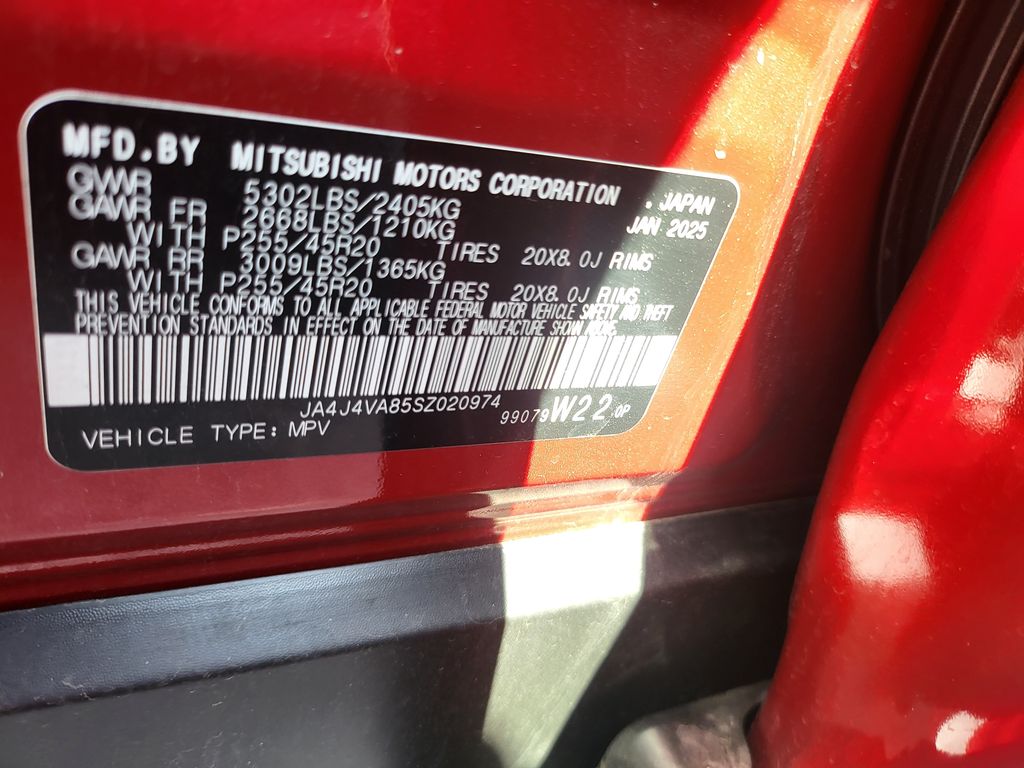 MFD.BY MITSUBISHI MOTORS CORPORATION . JAPAN
GVWR 5302LBS/2405KG JAN 2025
GAWR FR 2668LBS/1210KG
WITH P255/45R20 TIRES 20X8.0J RIMS
GAWR RR 3009LBS/1365KG
WITH P255/45R20 TIRES 20X8.0J RIMS
THIS VEHICLE CONFORMS TO ALL APPLICABLE FEDERAL MOTOR VEHICLE SAFETY AND THEFT
PREVENTION STANDARDS IN EFFECT ON THE DATE OF MANUFACTURE SHOWN ABOVE.
JA4J4VA85SZ020974
99079 W22 0P
VEHICLE TYPE: MPV